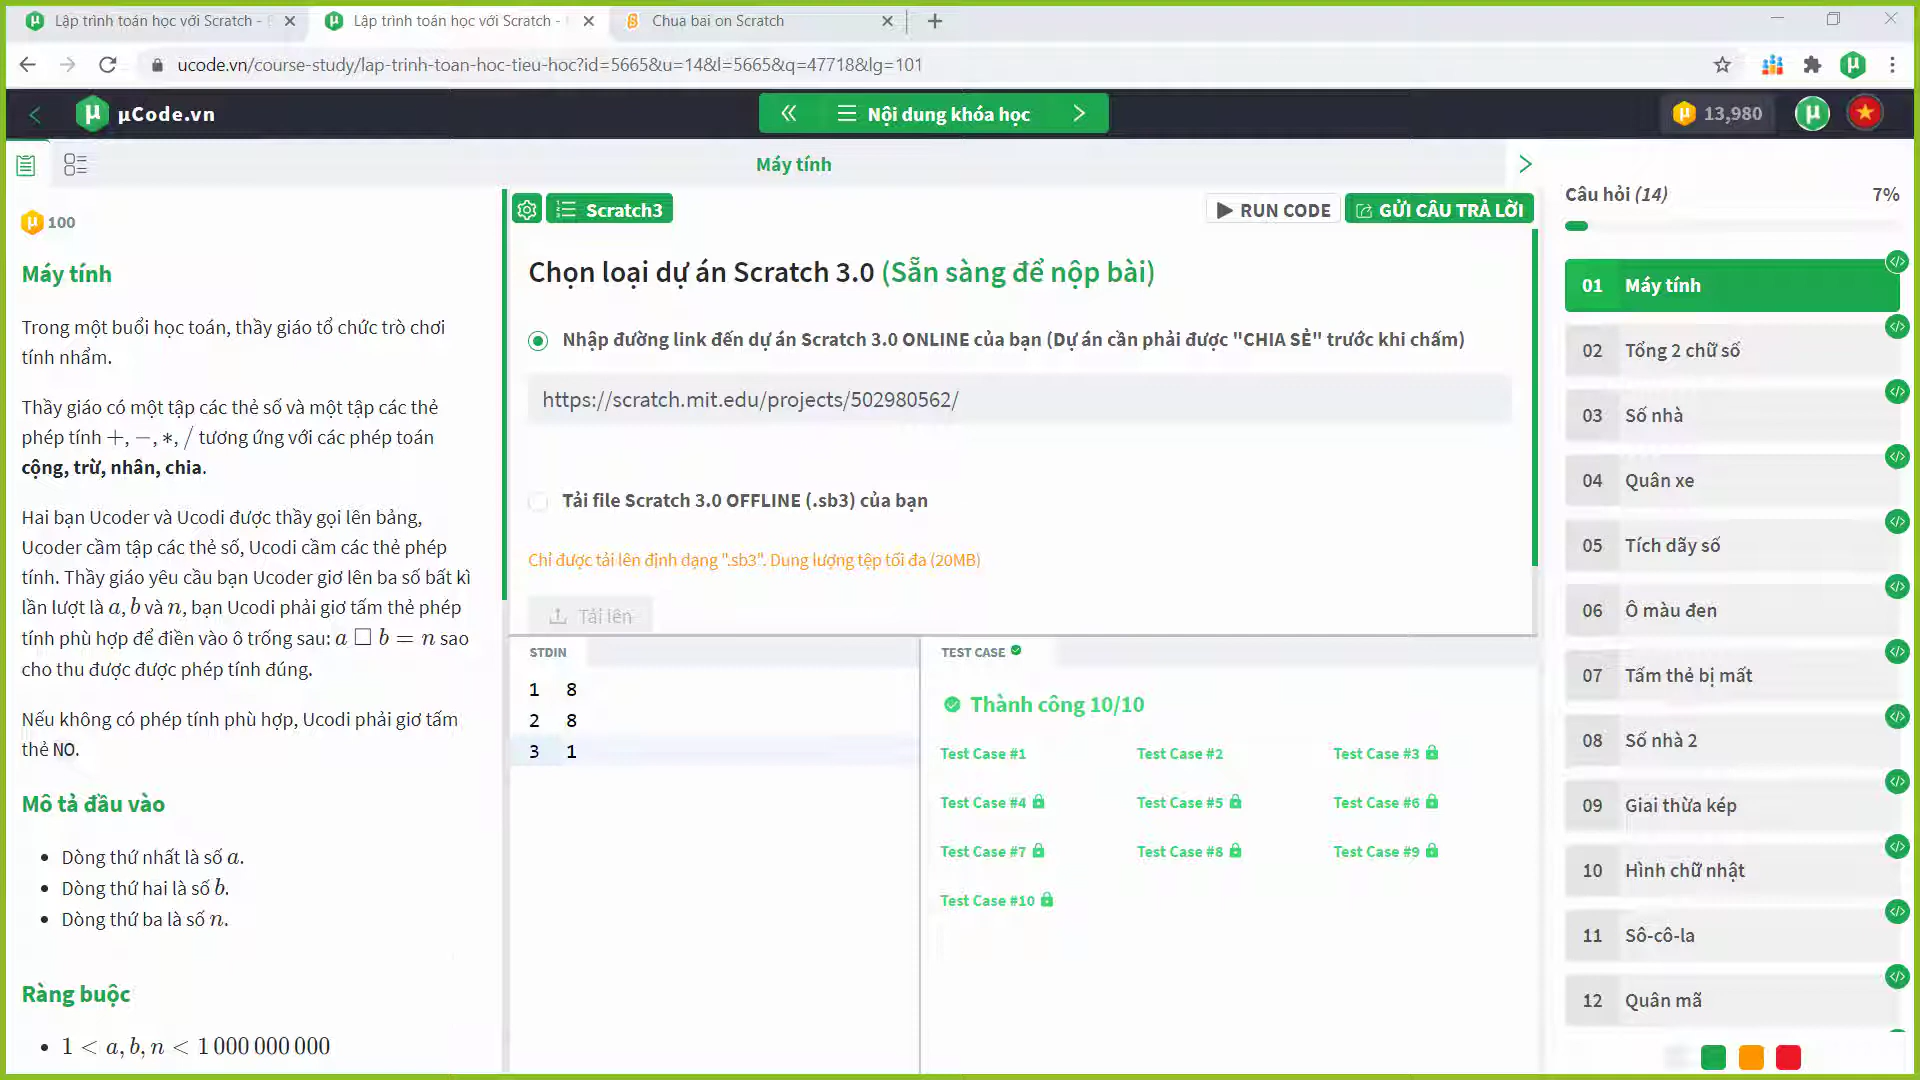 Lập trình toán học với Scratch -
Lập trình toán học với Scratch -
Chua bai on Scratch
ucode.vn/course-study/lap-trinh-toan-hoc-tieu-hoc?id=5665&u=14&l=5665&q=47718&lg=101
µCode.vn
Nội dung khóa học
13,980
Máy tính
100
Máy tính
Trong một buổi học toán, thầy giáo tổ chức trò chơi
tính nhẩm.
Thầy giáo có một tập các thẻ số và một tập các thẻ
phép tính +, −, *, / tương ứng với các phép toán
cộng, trừ, nhân, chia.
Hai bạn Ucoder và Ucodi được thầy gọi lên bảng,
Ucoder cầm tập các thẻ số, Ucodi cầm các thẻ phép
tính. Thầy giáo yêu cầu bạn Ucoder giơ lên ba số bất kì
lần lượt là a, b và n, bạn Ucodi phải giơ tấm thẻ phép
tính phù hợp để điền vào ô trống sau: a □ b = n sao
cho thu được được phép tính đúng.
Nếu không có phép tính phù hợp, Ucodi phải giơ tấm
thẻ NO.
Mô tả đầu vào
• Dòng thứ nhất là số a.
• Dòng thứ hai là số b.
• Dòng thứ ba là số n.
Ràng buộc
• 1 < a, b, n < 1 000 000 000
Scratch3
RUN CODE
GỬI CÂU TRẢ LỜI
Chọn loại dự án Scratch 3.0 (Sẵn sàng để nộp bài)
Nhập đường link đến dự án Scratch 3.0 ONLINE của bạn (Dự án cần phải được "CHIA SẺ" trước khi chấm)
https://scratch.mit.edu/projects/502980562/
Tải file Scratch 3.0 OFFLINE (.sb3) của bạn
Chỉ được tải lên định dạng ".sb3". Dung lượng tệp tối đa (20MB)
Tải lên
STDIN
1 8
2 8
3 1
TEST CASE
Thành công 10/10
Test Case #1
Test Case #2
Test Case #3
Test Case #4
Test Case #5
Test Case #6
Test Case #7
Test Case #8
Test Case #9
Test Case #10
Câu hỏi (14)
7%
01 Máy tính
02 Tổng 2 chữ số
03 Số nhà
04 Quân xe
05 Tích dãy số
06 Ô màu đen
07 Tấm thẻ bị mất
08 Số nhà 2
09 Giai thừa kép
10 Hình chữ nhật
11 Sô-cô-la
12 Quân mã